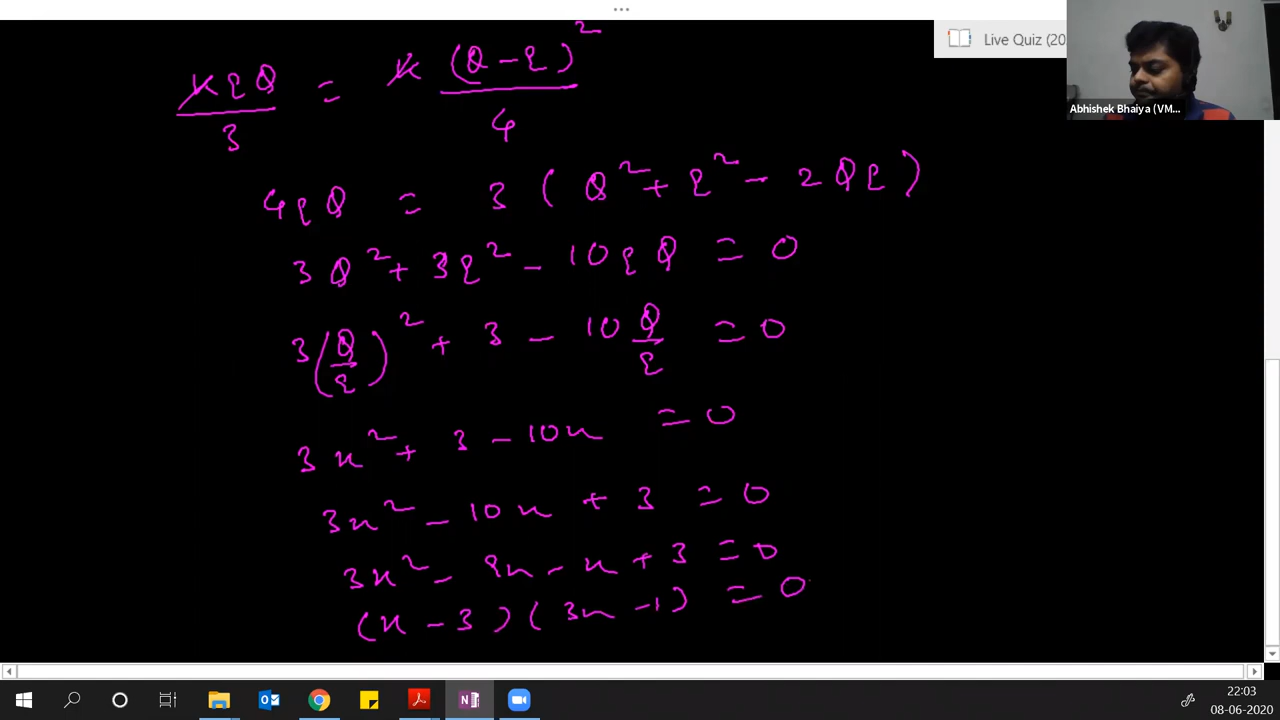 ...
kqQ/3 = k (Q-q)²/4
Live Quiz (20
Abhishek Bhaiya (VM...
4qQ = 3 (Q² + q² - 2Qq)
3Q² + 3q² - 10qQ = 0
3(Q/q)² + 3 - 10 Q/q = 0
3x² + 3 - 10x = 0
3x² - 10x + 3 = 0
3x² - 9x - x + 3 = 0
(x - 3)(3x - 1) = 0
22:03
08-06-2020